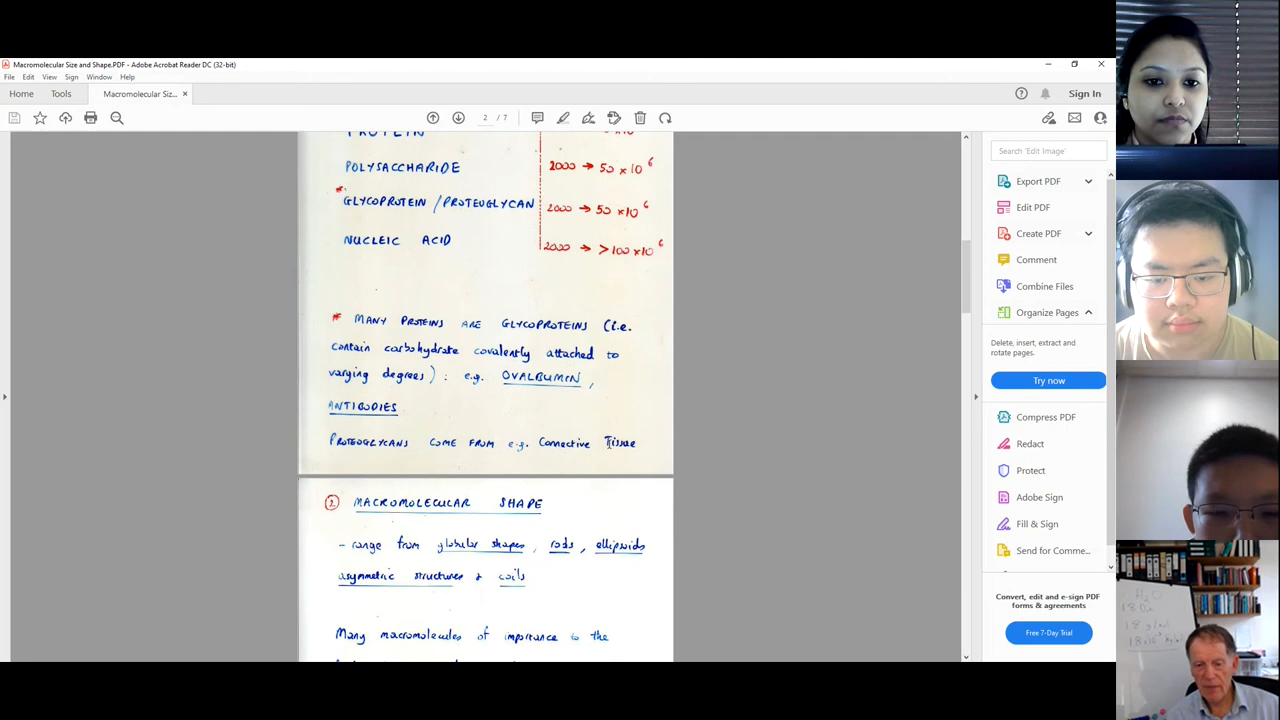 Macromolecular Size and Shape.PDF - Adobe Acrobat Reader DC (32-bit)
File Edit View Sign Window Help
Home Tools Macromolecular Siz... × Sign In
2 / 7
PROTEIN
POLYSACCHARIDE 2000 → 50 × 10⁶
* GLYCOPROTEIN / PROTEOGLYCAN 2000 → 50 × 10⁶
NUCLEIC ACID 2000 → > 100 × 10⁶
* MANY PROTEINS ARE GLYCOPROTEINS (i.e.
contain carbohydrate covalently attached to
varying degrees) : e.g. OVALBUMIN,
ANTIBODIES
PROTEOGLYCANS COME FROM e.g. Connective Tissue
② MACROMOLECULAR SHAPE
- range from globular shapes, rods, ellipsoids
asymmetric structures & coils
Many macromolecules of importance to the
Search 'Edit Image'
Export PDF
Edit PDF
Create PDF
Comment
Combine Files
Organize Pages
Delete, insert, extract and
rotate pages.
Try now
Compress PDF
Redact
Protect
Adobe Sign
Fill & Sign
Send for Comme...
Convert, edit and e-sign PDF
forms & agreements
Free 7-Day Trial
H₂O
18 Da
18 g/mol